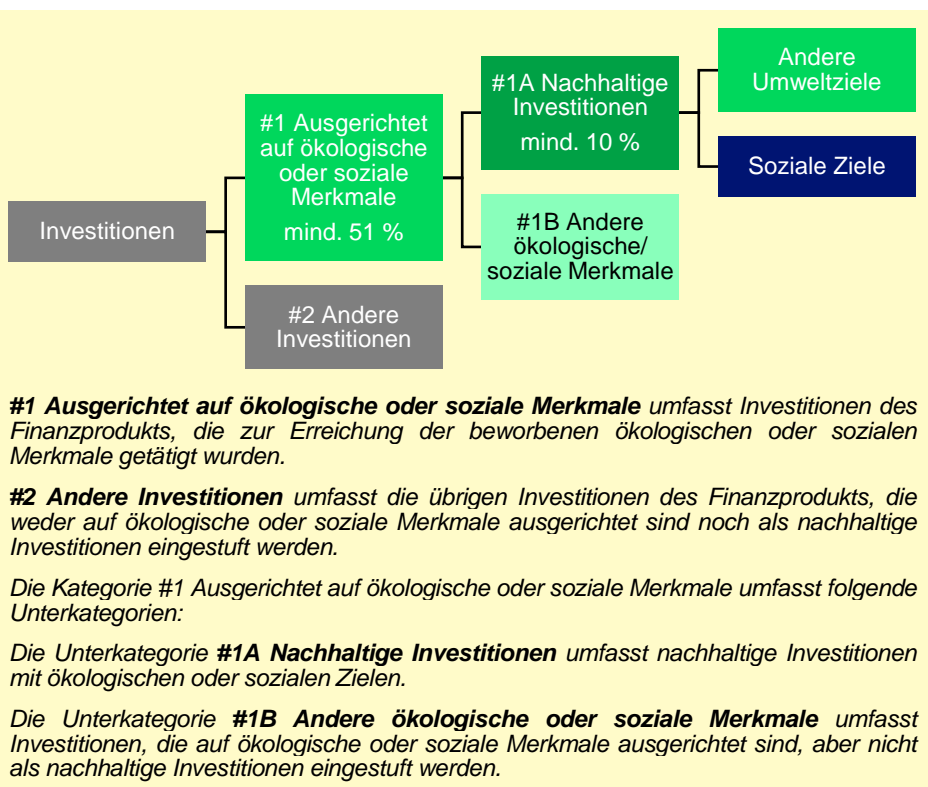 Investitionen
#1 Ausgerichtet
auf ökologische
oder soziale
Merkmale
mind. 51 %
#2 Andere
Investitionen
#1A Nachhaltige
Investitionen
mind. 10 %
#1B Andere
ökologische/
soziale Merkmale
Andere
Umweltziele
Soziale Ziele
#1 Ausgerichtet auf ökologische oder soziale Merkmale umfasst Investitionen des
Finanzprodukts, die zur Erreichung der beworbenen ökologischen oder sozialen
Merkmale getätigt wurden.
#2 Andere Investitionen umfasst die übrigen Investitionen des Finanzprodukts, die
weder auf ökologische oder soziale Merkmale ausgerichtet sind noch als nachhaltige
Investitionen eingestuft werden.
Die Kategorie #1 Ausgerichtet auf ökologische oder soziale Merkmale umfasst folgende
Unterkategorien:
Die Unterkategorie #1A Nachhaltige Investitionen umfasst nachhaltige Investitionen
mit ökologischen oder sozialen Zielen.
Die Unterkategorie #1B Andere ökologische oder soziale Merkmale umfasst
Investitionen, die auf ökologische oder soziale Merkmale ausgerichtet sind, aber nicht
als nachhaltige Investitionen eingestuft werden.